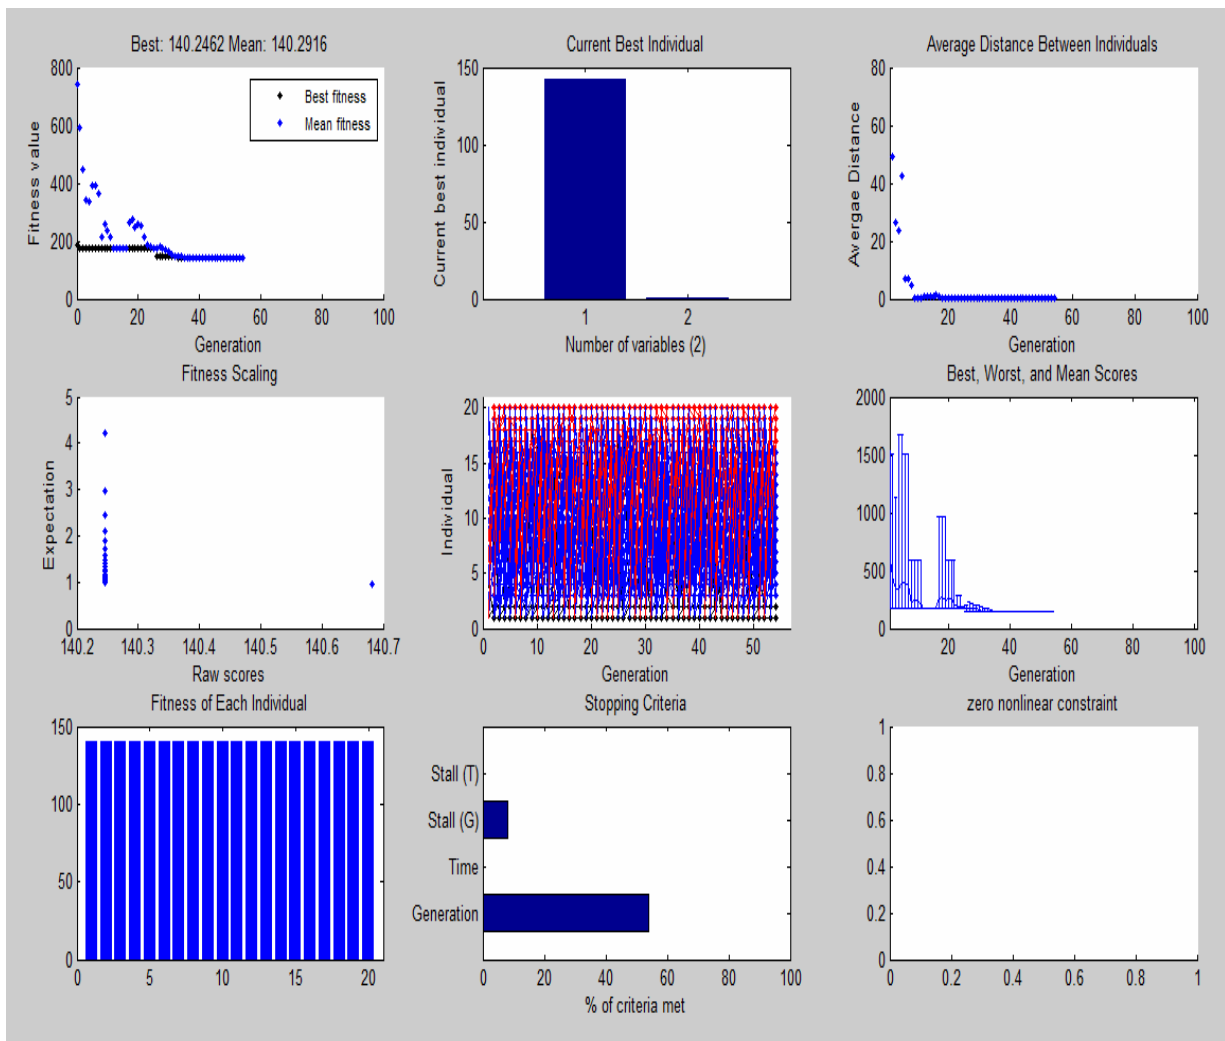 Best: 140.2462 Mean: 140.2916
800
600
400
200
0
Fitness value
Best fitness
Mean fitness
0 20 40 60 80 100
Generation
Current Best Individual
150
100
50
0
Current best individual
1 2
Number of variables (2)
Average Distance Between Individuals
80
60
40
20
0
Avergae Distance
20 40 60 80 100
Generation
Fitness Scaling
5
4
3
2
1
0
Expectation
140.2 140.3 140.4 140.5 140.6 140.7
Raw scores
20
15
10
5
0
Individual
0 10 20 30 40 50
Generation
Best, Worst, and Mean Scores
2000
1500
1000
500
0
20 40 60 80 100
Generation
Fitness of Each Individual
150
100
50
0
0 5 10 15 20
Stopping Criteria
Stall (T)
Stall (G)
Time
Generation
0 20 40 60 80 100
% of criteria met
zero nonlinear constraint
1
0.8
0.6
0.4
0.2
0
0 0.2 0.4 0.6 0.8 1